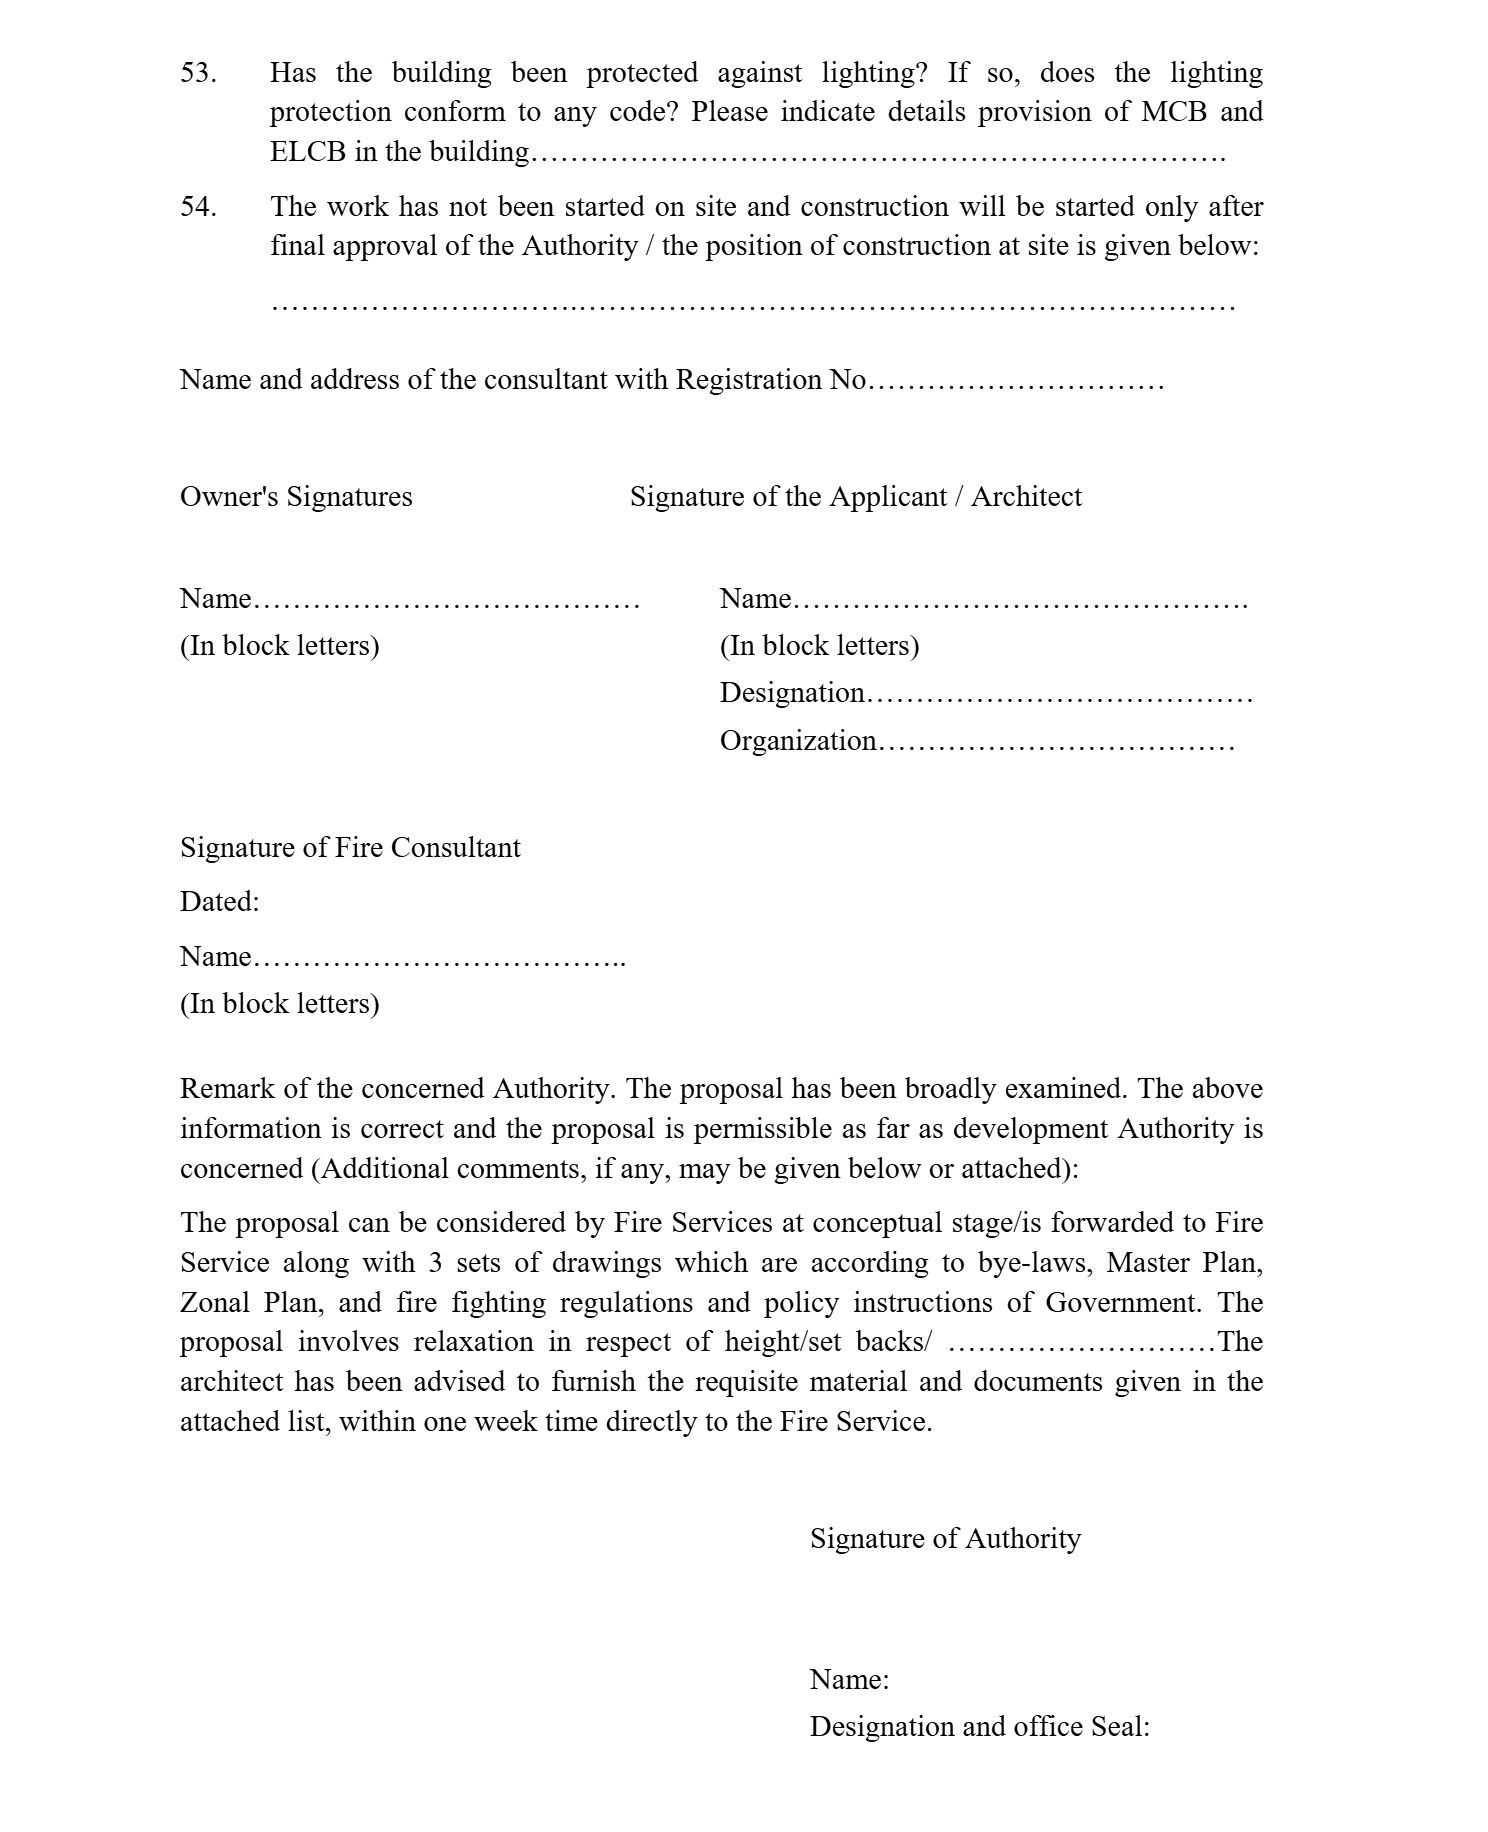 53. Has the building been protected against lighting? If so, does the lighting
protection conform to any code? Please indicate details provision of MCB and
ELCB in the building…………………………………………………………….
54. The work has not been started on site and construction will be started only after
final approval of the Authority / the position of construction at site is given below:
………………………….…………………………………………………………
Name and address of the consultant with Registration No…………………………
Owner's Signatures Signature of the Applicant / Architect
Name………………………………… Name……………………………………….
(In block letters) (In block letters)
Designation…………………………………
Organization………………………………
Signature of Fire Consultant
Dated:
Name………………………………..
(In block letters)
Remark of the concerned Authority. The proposal has been broadly examined. The above
information is correct and the proposal is permissible as far as development Authority is
concerned (Additional comments, if any, may be given below or attached):
The proposal can be considered by Fire Services at conceptual stage/is forwarded to Fire
Service along with 3 sets of drawings which are according to bye-laws, Master Plan,
Zonal Plan, and fire fighting regulations and policy instructions of Government. The
proposal involves relaxation in respect of height/set backs/ ………………………The
architect has been advised to furnish the requisite material and documents given in the
attached list, within one week time directly to the Fire Service.
Signature of Authority
Name:
Designation and office Seal: